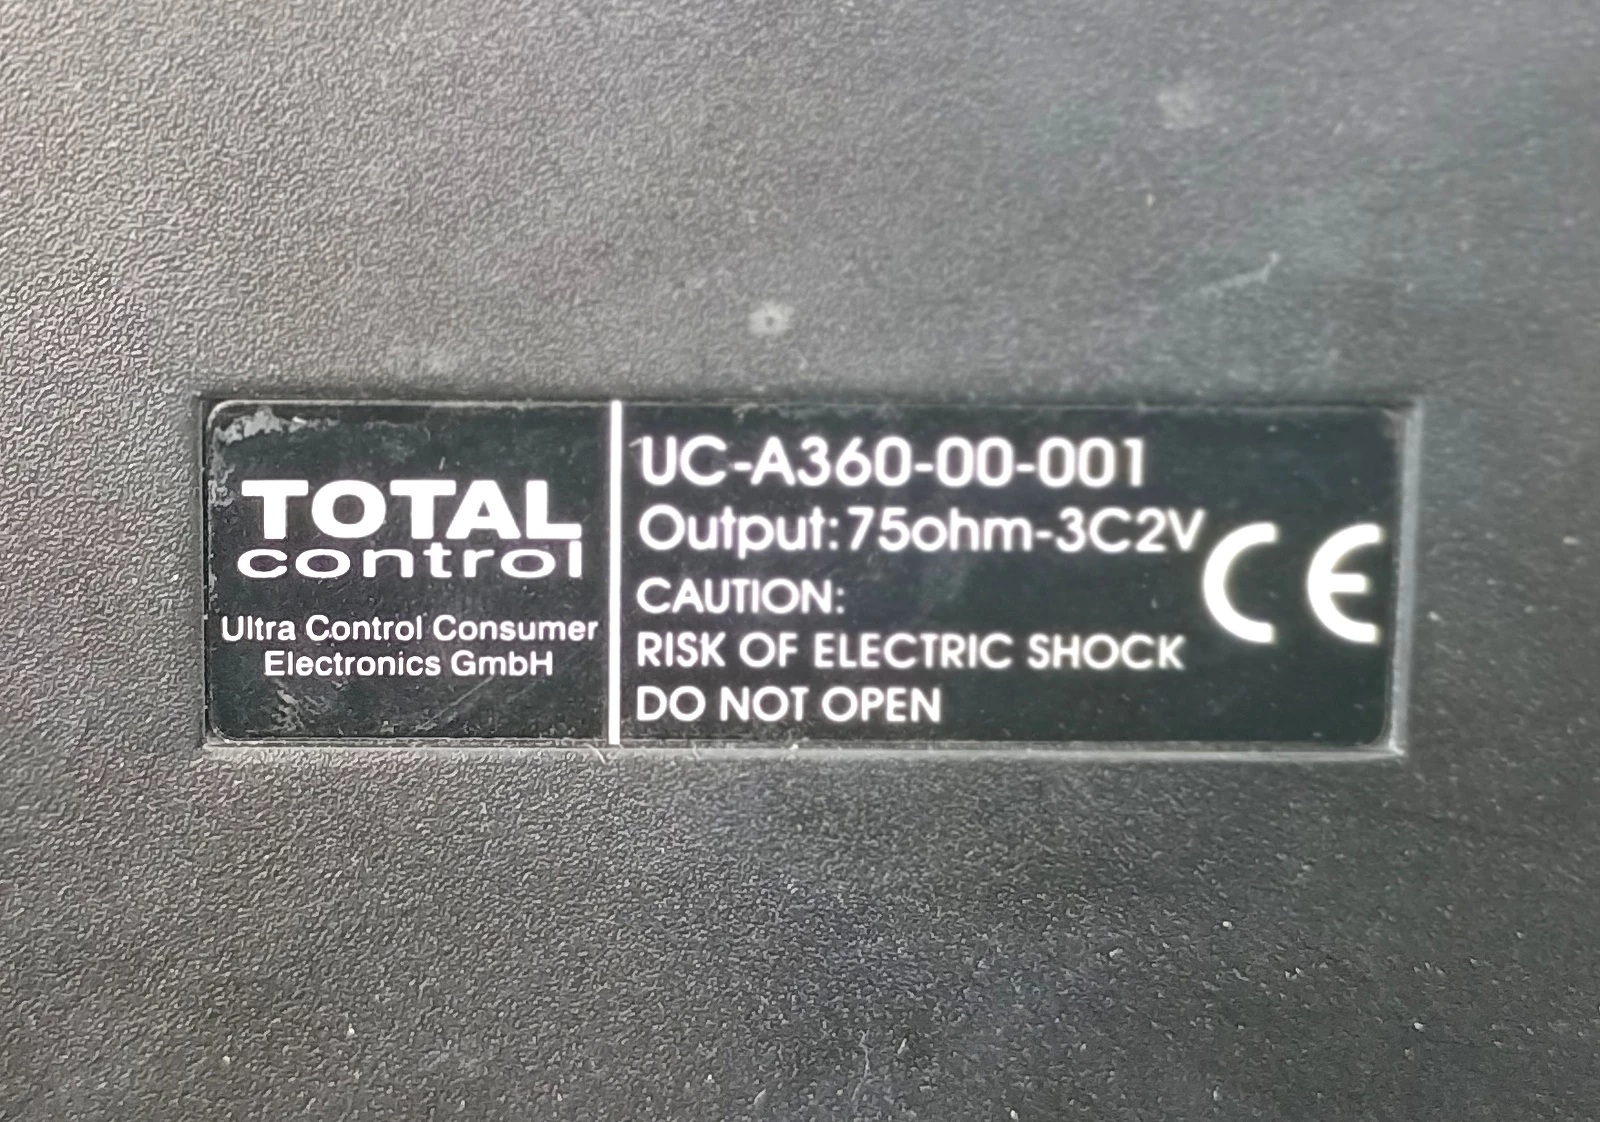 TOTAL
control
Ultra Control Consumer
Electronics GmbH
UC-A360-00-001
Output: 75ohm-3C2V
CAUTION:
RISK OF ELECTRIC SHOCK
DO NOT OPEN
CE